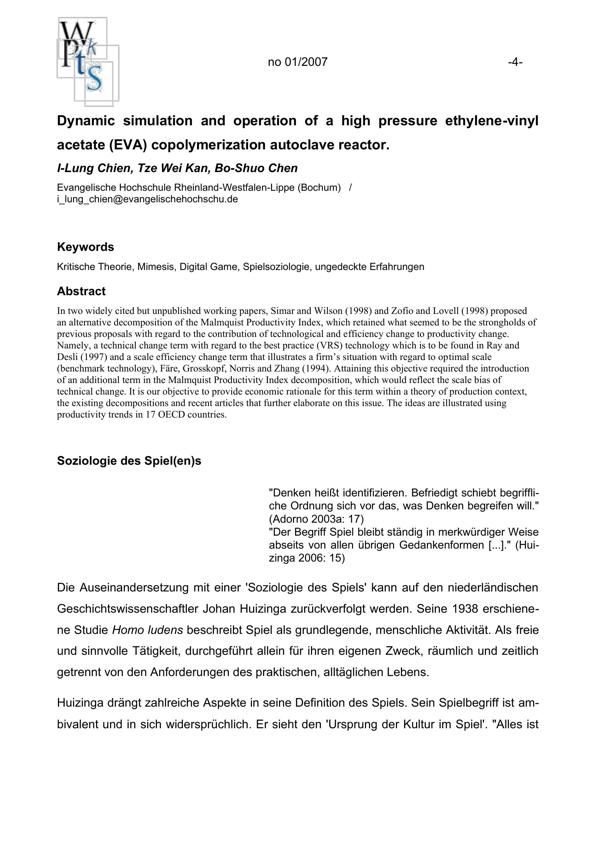 W
Pk
tS
no 01/2007 -4-
Dynamic simulation and operation of a high pressure ethylene-vinyl
acetate (EVA) copolymerization autoclave reactor.
I-Lung Chien, Tze Wei Kan, Bo-Shuo Chen
Evangelische Hochschule Rheinland-Westfalen-Lippe (Bochum) /
i_lung_chien@evangelischehochschu.de
Keywords
Kritische Theorie, Mimesis, Digital Game, Spielsoziologie, ungedeckte Erfahrungen
Abstract
In two widely cited but unpublished working papers, Simar and Wilson (1998) and Zofio and Lovell (1998) proposed
an alternative decomposition of the Malmquist Productivity Index, which retained what seemed to be the strongholds of
previous proposals with regard to the contribution of technological and efficiency change to productivity change.
Namely, a technical change term with regard to the best practice (VRS) technology which is to be found in Ray and
Desli (1997) and a scale efficiency change term that illustrates a firm's situation with regard to optimal scale
(benchmark technology), Färe, Grosskopf, Norris and Zhang (1994). Attaining this objective required the introduction
of an additional term in the Malmquist Productivity Index decomposition, which would reflect the scale bias of
technical change. It is our objective to provide economic rationale for this term within a theory of production context,
the existing decompositions and recent articles that further elaborate on this issue. The ideas are illustrated using
productivity trends in 17 OECD countries.
Soziologie des Spiel(en)s
"Denken heißt identifizieren. Befriedigt schiebt begriffli-
che Ordnung sich vor das, was Denken begreifen will."
(Adorno 2003a: 17)
"Der Begriff Spiel bleibt ständig in merkwürdiger Weise
abseits von allen übrigen Gedankenformen [...]." (Hui-
zinga 2006: 15)
Die Auseinandersetzung mit einer 'Soziologie des Spiels' kann auf den niederländischen
Geschichtswissenschaftler Johan Huizinga zurückverfolgt werden. Seine 1938 erschiene-
ne Studie Homo ludens beschreibt Spiel als grundlegende, menschliche Aktivität. Als freie
und sinnvolle Tätigkeit, durchgeführt allein für ihren eigenen Zweck, räumlich und zeitlich
getrennt von den Anforderungen des praktischen, alltäglichen Lebens.
Huizinga drängt zahlreiche Aspekte in seine Definition des Spiels. Sein Spielbegriff ist am-
bivalent und in sich widersprüchlich. Er sieht den 'Ursprung der Kultur im Spiel'. "Alles ist